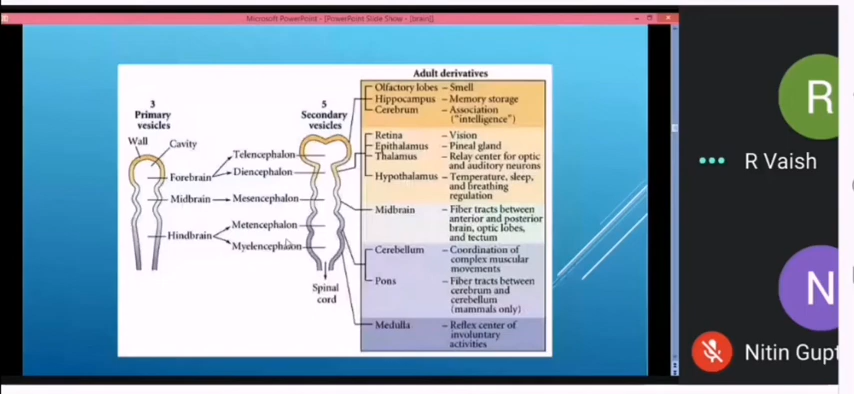 Microsoft PowerPoint - [PowerPoint Slide Show - [brain]]
Adult derivatives
3
Primary
vesicles
5
Secondary
vesicles
Wall
Cavity
Forebrain
Midbrain
Hindbrain
Telencephalon
Diencephalon
Mesencephalon
Metencephalon
Myelencephalon
Spinal
cord
Olfactory lobes – Smell
Hippocampus – Memory storage
Cerebrum – Association
("intelligence")
Retina – Vision
Epithalamus – Pineal gland
Thalamus – Relay center for optic
and auditory neurons
Hypothalamus – Temperature, sleep,
and breathing
regulation
Midbrain – Fiber tracts between
anterior and posterior
brain, optic lobes,
and tectum
Cerebellum – Coordination of
complex muscular
movements
Pons – Fiber tracts between
cerebrum and
cerebellum
(mammals only)
Medulla – Reflex center of
involuntary
activities
R
R Vaish
N
Nitin Gupt